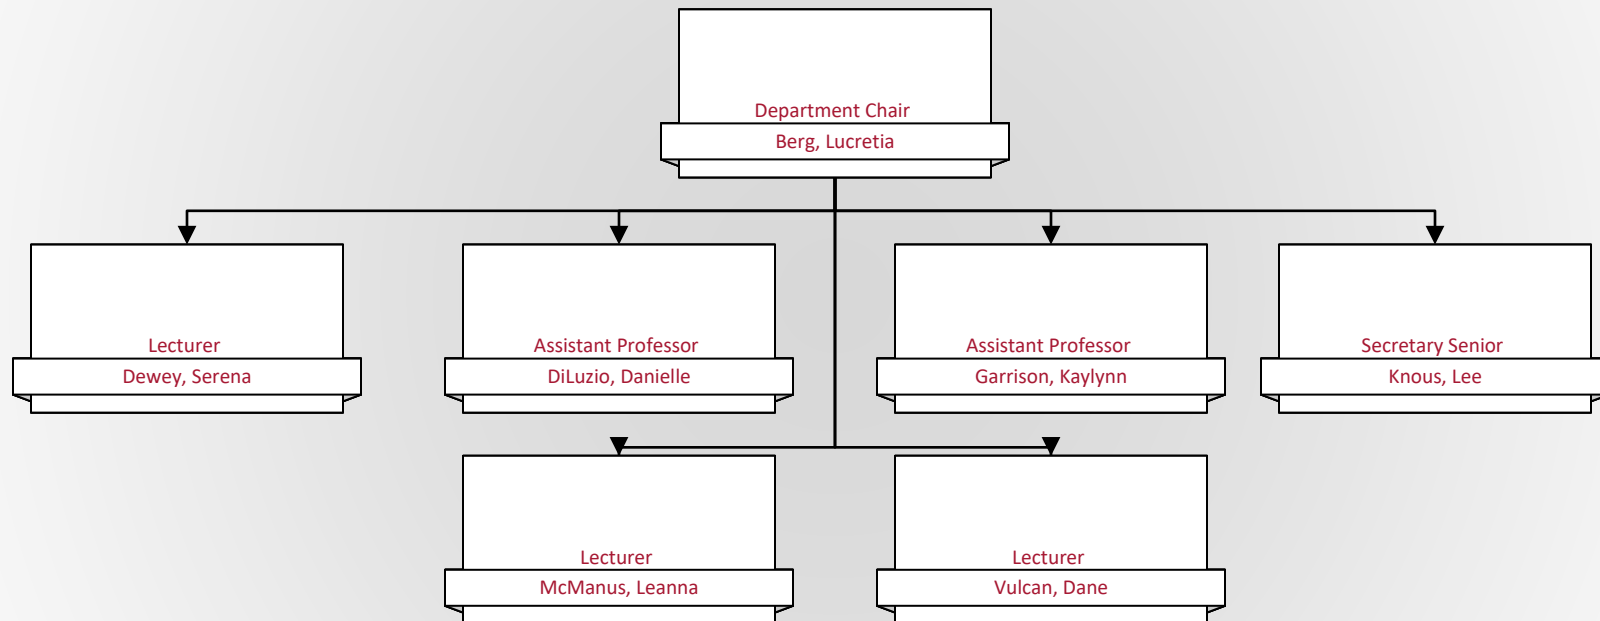 Department Chair
Berg, Lucretia
Lecturer
Dewey, Serena
Assistant Professor
DiLuzio, Danielle
Assistant Professor
Garrison, Kaylynn
Secretary Senior
Knous, Lee
Lecturer
McManus, Leanna
Lecturer
Vulcan, Dane